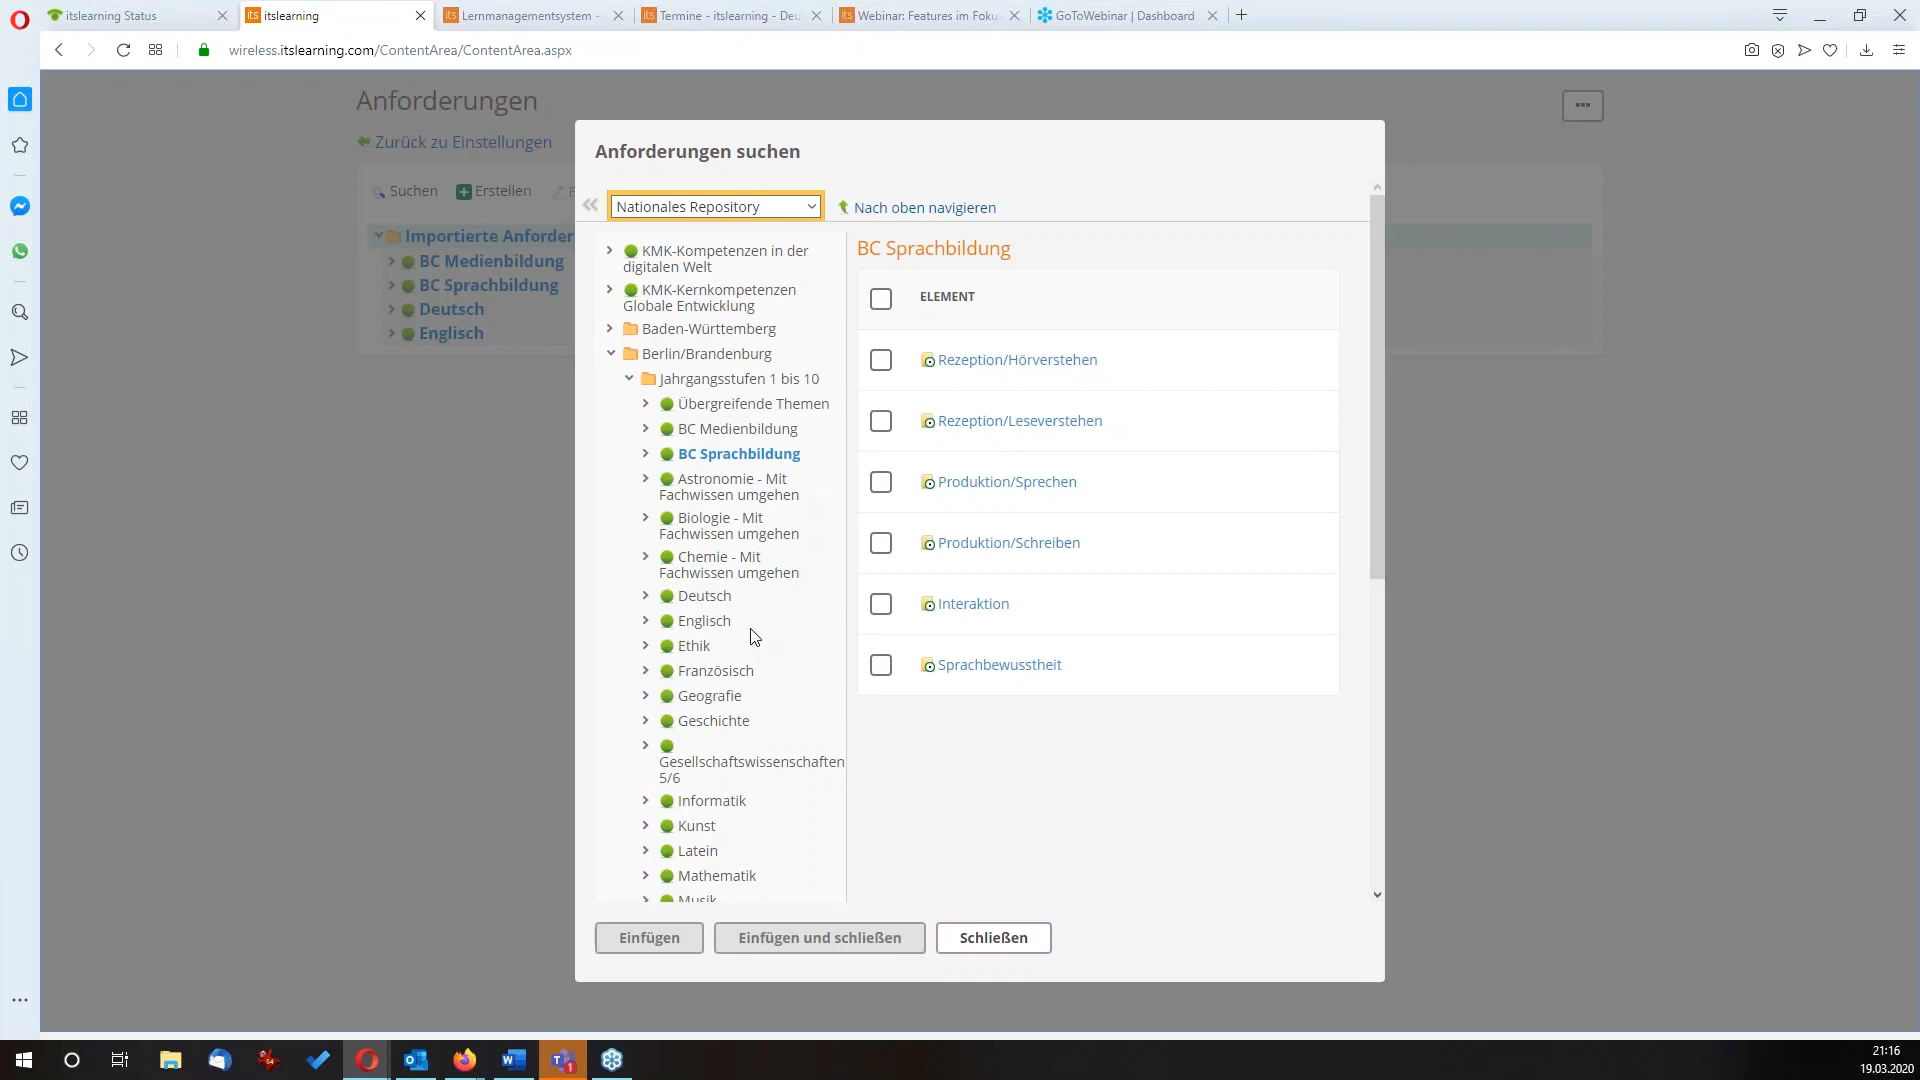 itslearning Status
itslearning
Lernmanagementsystem -
Termine - itslearning - Deu
Webinar: Features im Foku
GoToWebinar | Dashboard
wireless.itslearning.com/ContentArea/ContentArea.aspx
Anforderungen
Zurück zu Einstellungen
Suchen
Erstellen
Importierte Anforder
BC Medienbildung
BC Sprachbildung
Deutsch
Englisch
Anforderungen suchen
Nationales Repository
Nach oben navigieren
KMK-Kompetenzen in der
digitalen Welt
KMK-Kernkompetenzen
Globale Entwicklung
Baden-Württemberg
Berlin/Brandenburg
Jahrgangsstufen 1 bis 10
Übergreifende Themen
BC Medienbildung
BC Sprachbildung
Astronomie - Mit
Fachwissen umgehen
Biologie - Mit
Fachwissen umgehen
Chemie - Mit
Fachwissen umgehen
Deutsch
Englisch
Ethik
Französisch
Geografie
Geschichte
Gesellschaftswissenschaften
5/6
Informatik
Kunst
Latein
Mathematik
Musik
BC Sprachbildung
ELEMENT
Rezeption/Hörverstehen
Rezeption/Leseverstehen
Produktion/Sprechen
Produktion/Schreiben
Interaktion
Sprachbewusstheit
Einfügen
Einfügen und schließen
Schließen
21:16
19.03.2020